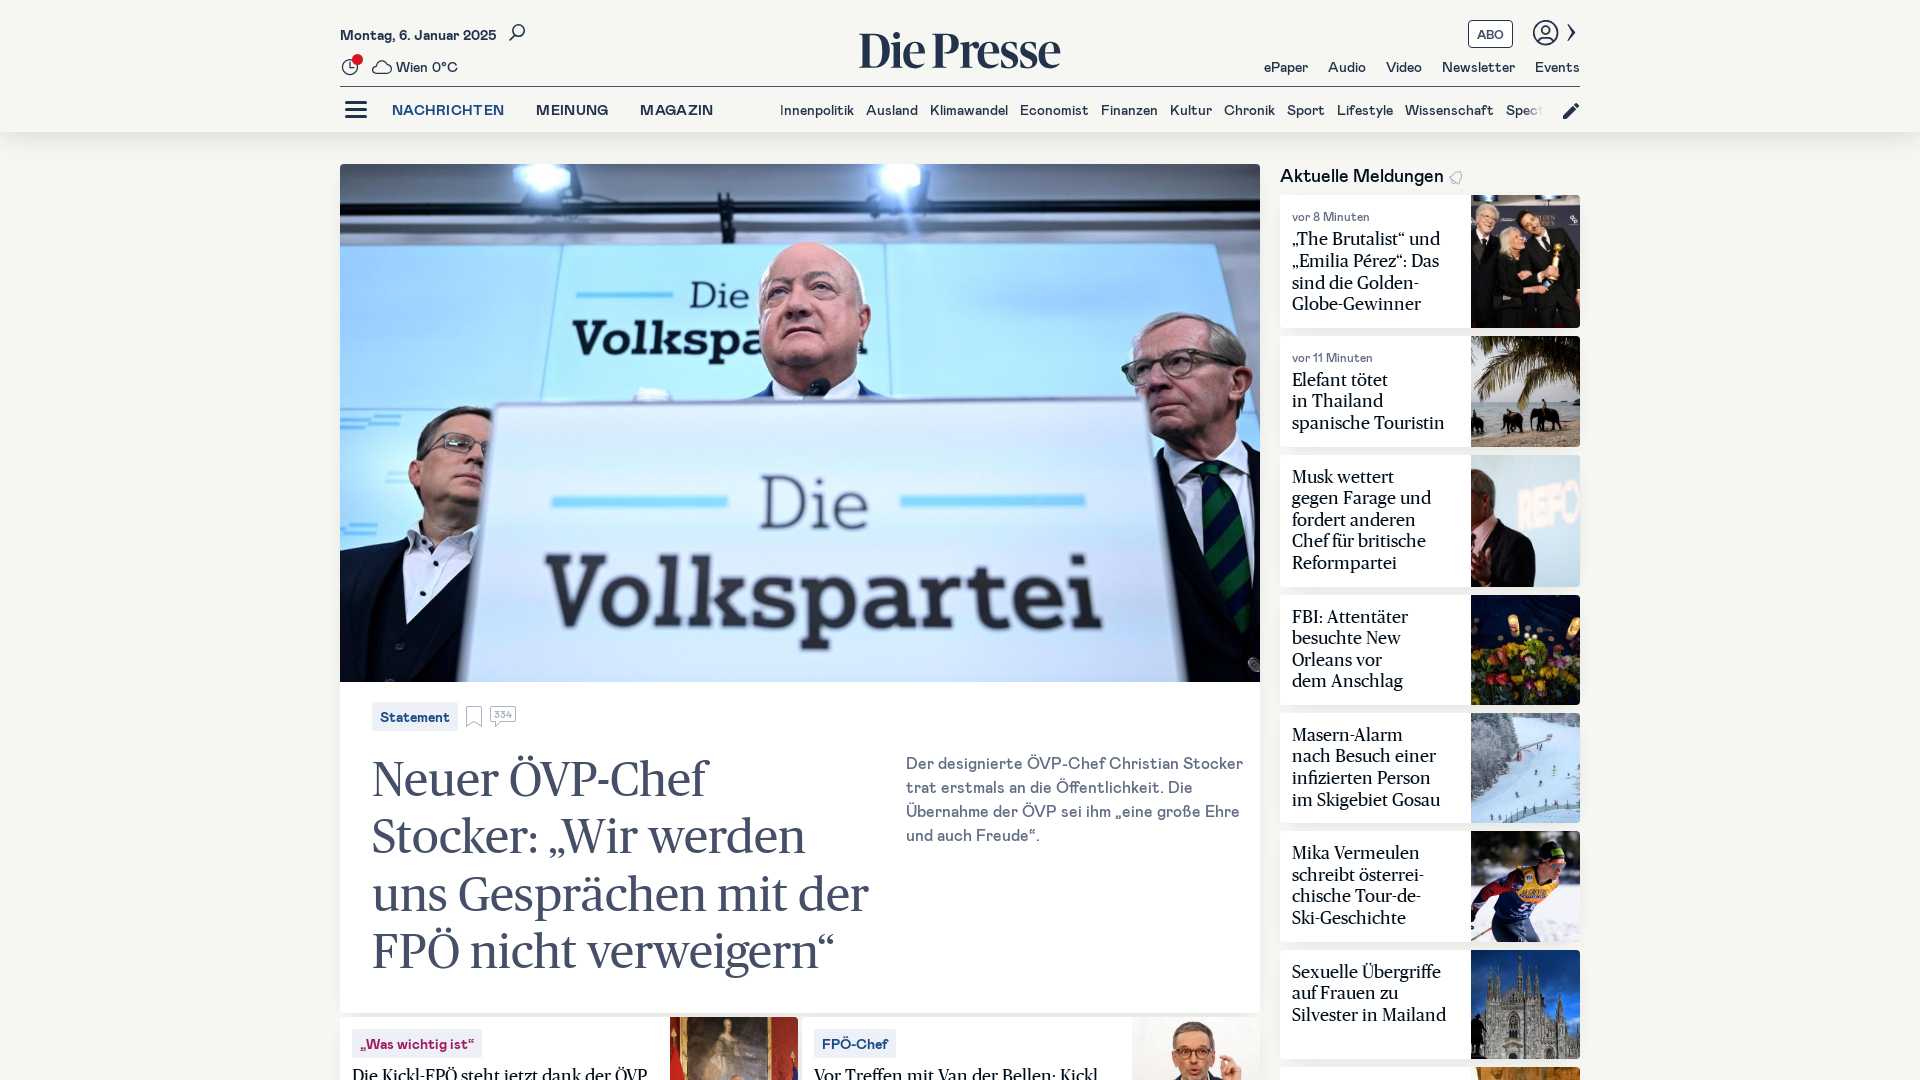 Montag, 6. Januar 2025
Wien 0°C
Die Presse
ABO
ePaper Audio Video Newsletter Events
NACHRICHTEN MEINUNG MAGAZIN
Innenpolitik Ausland Klimawandel Economist Finanzen Kultur Chronik Sport Lifestyle Wissenschaft
Die
Volkspartei
Statement
334
Neuer ÖVP-Chef
Stocker: „Wir werden
uns Gesprächen mit der
FPÖ nicht verweigern“
Der designierte ÖVP-Chef Christian Stocker
trat erstmals an die Öffentlichkeit. Die
Übernahme der ÖVP sei ihm „eine große Ehre
und auch Freude“.
„Was wichtig ist“
Die Kickl-FPÖ steht jetzt dank der ÖVP
FPÖ-Chef
Vor Treffen mit Van der Bellen: Kickl
Aktuelle Meldungen
vor 8 Minuten
„The Brutalist“ und
„Emilia Pérez“: Das
sind die Golden-
Globe-Gewinner
vor 11 Minuten
Elefant tötet
in Thailand
spanische Touristin
Musk wettert
gegen Farage und
fordert anderen
Chef für britische
Reformpartei
FBI: Attentäter
besuchte New
Orleans vor
dem Anschlag
Masern-Alarm
nach Besuch einer
infizierten Person
im Skigebiet Gosau
Mika Vermeulen
schreibt österrei-
chische Tour-de-
Ski-Geschichte
Sexuelle Übergriffe
auf Frauen zu
Silvester in Mailand